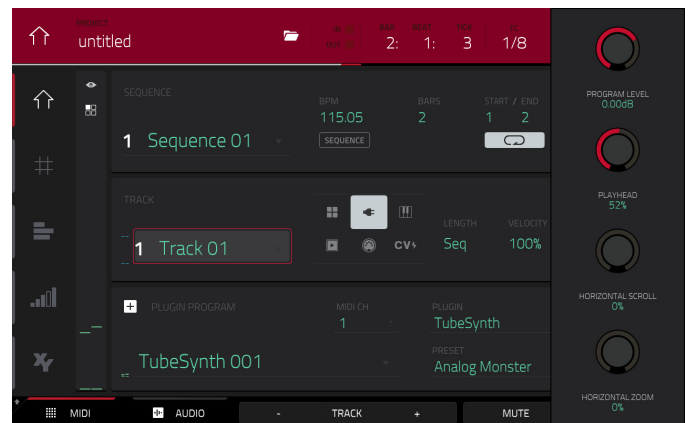 PROJECT
untitled
IN
OUT
BAR BEAT TICK TC
2: 1: 3 1/8
SEQUENCE
1 Sequence 01
BPM BARS START / END
115.05 2 1 2
SEQUENCE
TRACK
1 Track 01
CV
LENGTH VELOCITY
Seq 100%
PLUGIN PROGRAM
TubeSynth 001
MIDI CH
1
PLUGIN
TubeSynth
PRESET
Analog Monster
XY
MIDI AUDIO - TRACK + MUTE
PROGRAM LEVEL
0.00dB
PLAYHEAD
52%
HORIZONTAL SCROLL
0%
HORIZONTAL ZOOM
0%